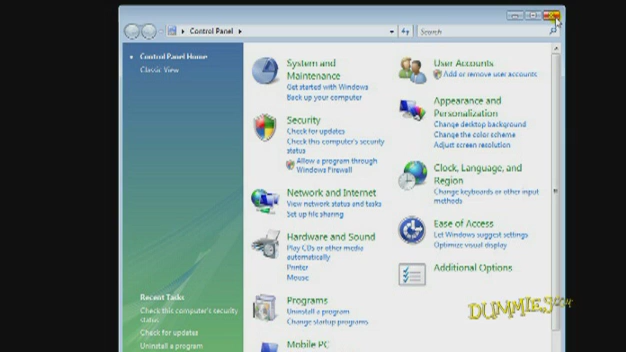 Control Panel
Search
Control Panel Home
Classic View
System and
Maintenance
Get started with Windows
Back up your computer
Security
Check for updates
Check this computer's security
status
Allow a program through
Windows Firewall
Network and Internet
View network status and tasks
Set up file sharing
Hardware and Sound
Play CDs or other media
automatically
Printer
Mouse
Programs
Uninstall a program
Change startup programs
Mobile PC
User Accounts
Add or remove user accounts
Appearance and
Personalization
Change desktop background
Change the color scheme
Adjust screen resolution
Clock, Language, and
Region
Change keyboards or other input
methods
Ease of Access
Let Windows suggest settings
Optimize visual display
Additional Options
Recent Tasks
Check this computer's security
status
Check for updates
Uninstall a program
DUMMIES.COM